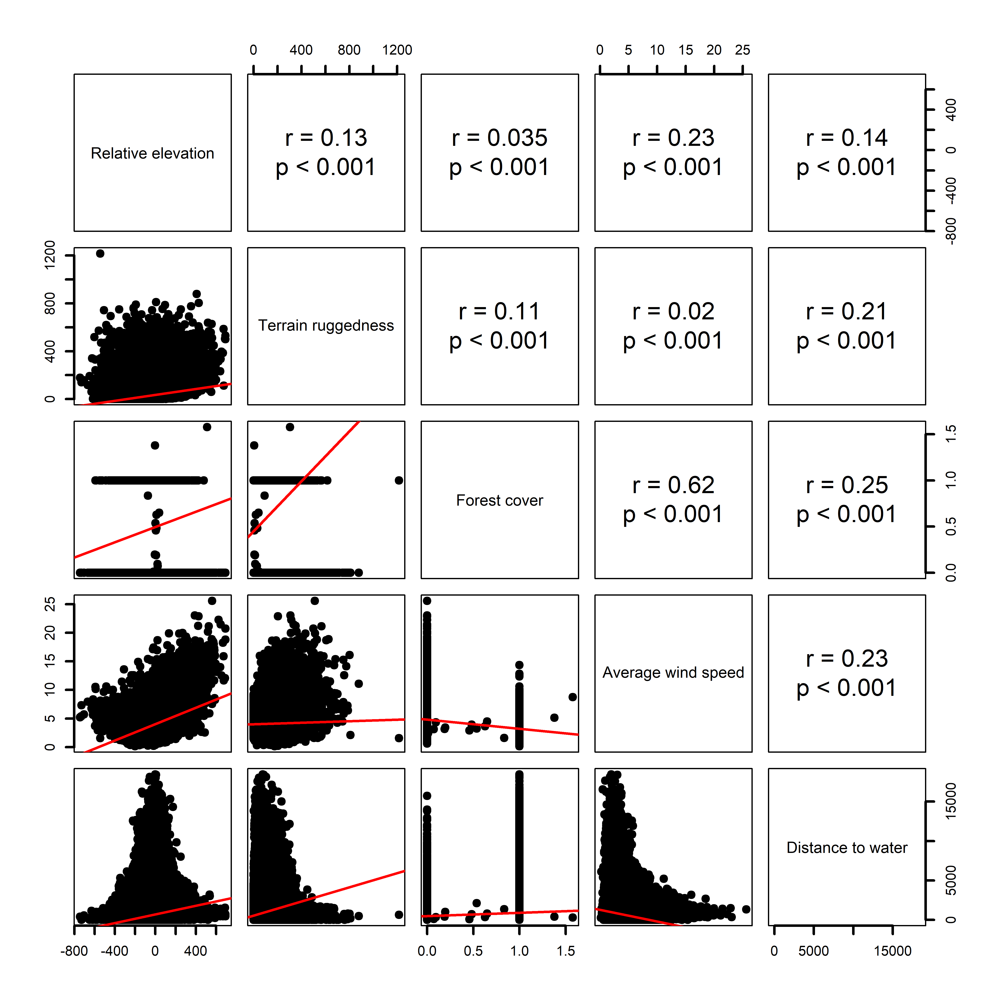 0 400 800 1200
0 5 10 15 20 25
Relative elevation
r = 0.13
p < 0.001
r = 0.035
p < 0.001
r = 0.23
p < 0.001
r = 0.14
p < 0.001
-800 -400 0 400
0 400 800 1200
Terrain ruggedness
r = 0.11
p < 0.001
r = 0.02
p < 0.001
r = 0.21
p < 0.001
Forest cover
r = 0.62
p < 0.001
r = 0.25
p < 0.001
0.0 0.5 1.0 1.5
0 5 10 15 20 25
Average wind speed
r = 0.23
p < 0.001
Distance to water
0 5000 15000
-800 -400 0 400
0.0 0.5 1.0 1.5
0 5000 15000